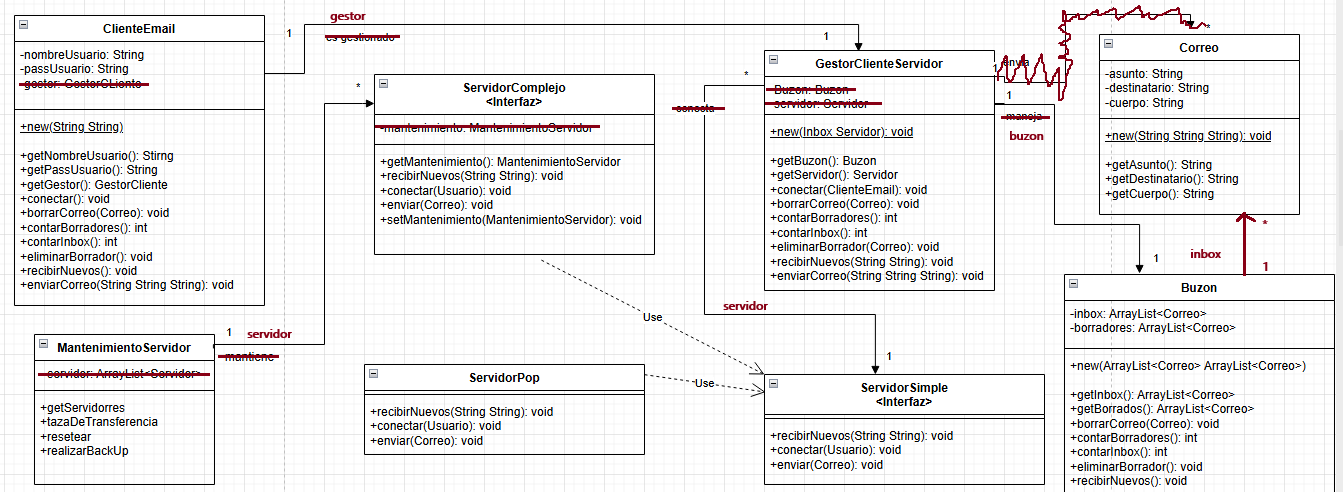 ClienteEmail
-nombreUsuario: String
-passUsuario: String
-gestor: GestorCLiente
+new(String String)
+getNombreUsuario(): Stirng
+getPassUsuario(): String
+getGestor(): GestorCliente
+conectar(): void
+borrarCorreo(Correo): void
+contarBorradores(): int
+contarInbox(): int
+eliminarBorrador(): void
+recibirNuevos(): void
+enviarCorreo(String String String): void
1
gestor
es gestionado
1
ServidorComplejo
<Interfaz>
-mantenimiento: MantenimientoServidor
+getMantenimiento(): MantenimientoServidor
+recibirNuevos(String String): void
+conectar(Usuario): void
+enviar(Correo): void
+setMantenimiento(MantenimientoServidor): void
*
1
servidor
mantiene
MantenimientoServidor
-servidor: ArrayList<Servidor>
+getServidorres
+tazaDeTransferencia
+resetear
+realizarBackUp
GestorClienteServidor
-Buzon: Buzon
-servidor: Servidor
+new(Inbox Servidor): void
+getBuzon(): Buzon
+getServidor(): Servidor
+conectar(ClienteEmail): void
+borrarCorreo(Correo): void
+contarBorradores(): int
+contarInbox(): int
+eliminarBorrador(Correo): void
+recibirNuevos(String String): void
+enviarCorreo(String String String): void
*
conecta
servidor
1
1
envia
*
1
maneja
buzon
1
Correo
-asunto: String
-destinatario: String
-cuerpo: String
+new(String String String): void
+getAsunto(): String
+getDestinatario(): String
+getCuerpo(): String
*
inbox
1
Buzon
-inbox: ArrayList<Correo>
-borradores: ArrayList<Correo>
+new(ArrayList<Correo> ArrayList<Correo>)
+getInbox(): ArrayList<Correo>
+getBorrados(): ArrayList<Correo>
+borrarCorreo(Correo): void
+contarBorradores(): int
+contarInbox(): int
+eliminarBorrador(): void
+recibirNuevos(): void
Use
Use
ServidorPop
+recibirNuevos(String String): void
+conectar(Usuario): void
+enviar(Correo): void
ServidorSimple
<Interfaz>
+recibirNuevos(String String): void
+conectar(Usuario): void
+enviar(Correo): void